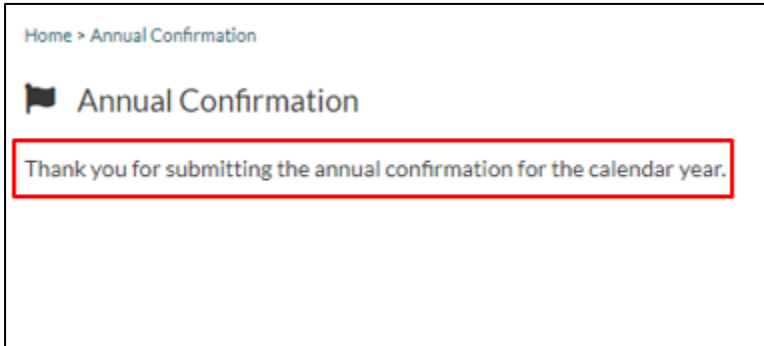 Home > Annual Confirmation
Annual Confirmation
Thank you for submitting the annual confirmation for the calendar year.